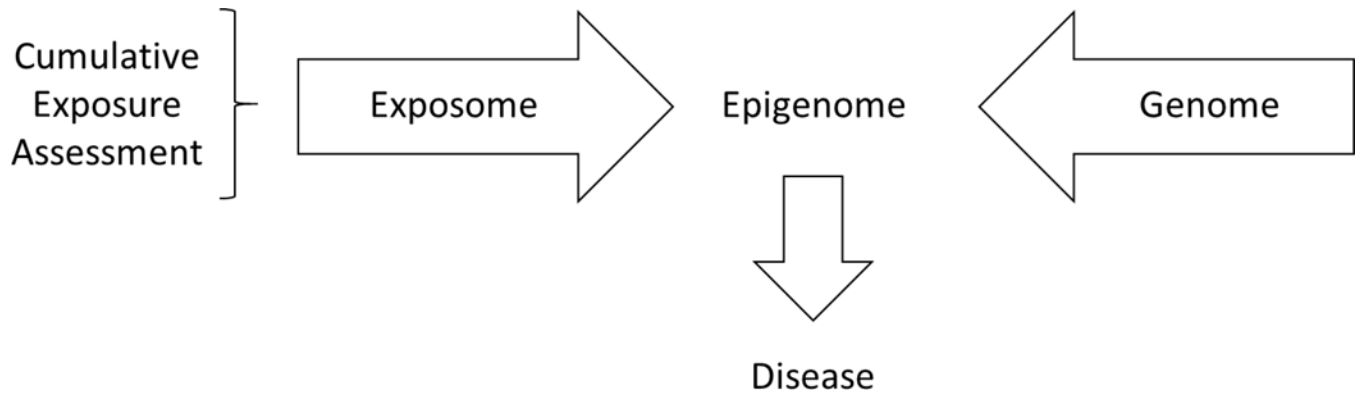 Cumulative
Exposure
Assessment
Exposome
Epigenome
Genome
Disease